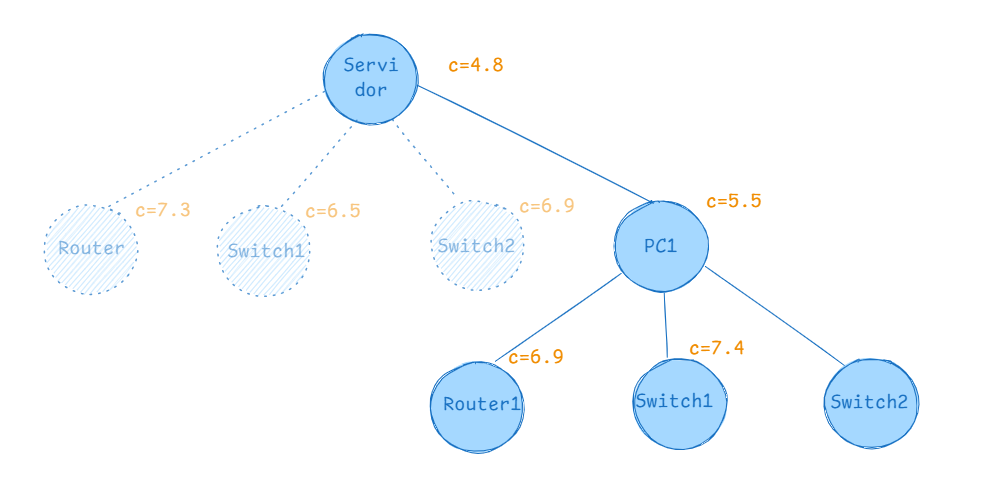 Servi
dor
c=4.8
c=7.3
c=6.5
c=6.9
c=5.5
Router
Switch1
Switch2
PC1
c=6.9
c=7.4
Router1
Switch1
Switch2